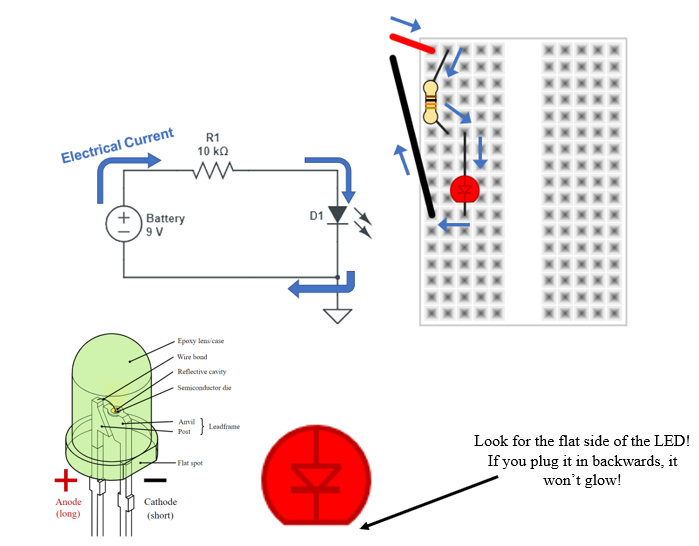 Electrical Current
R1
10 kΩ
+
−
Battery
9 V
D1
Epoxy lens/case
Wire bond
Reflective cavity
Semiconductor die
Anvil
Post
Leadframe
Flat spot
+
−
Anode
(long)
Cathode
(short)
Look for the flat side of the LED!
If you plug it in backwards, it
won’t glow!